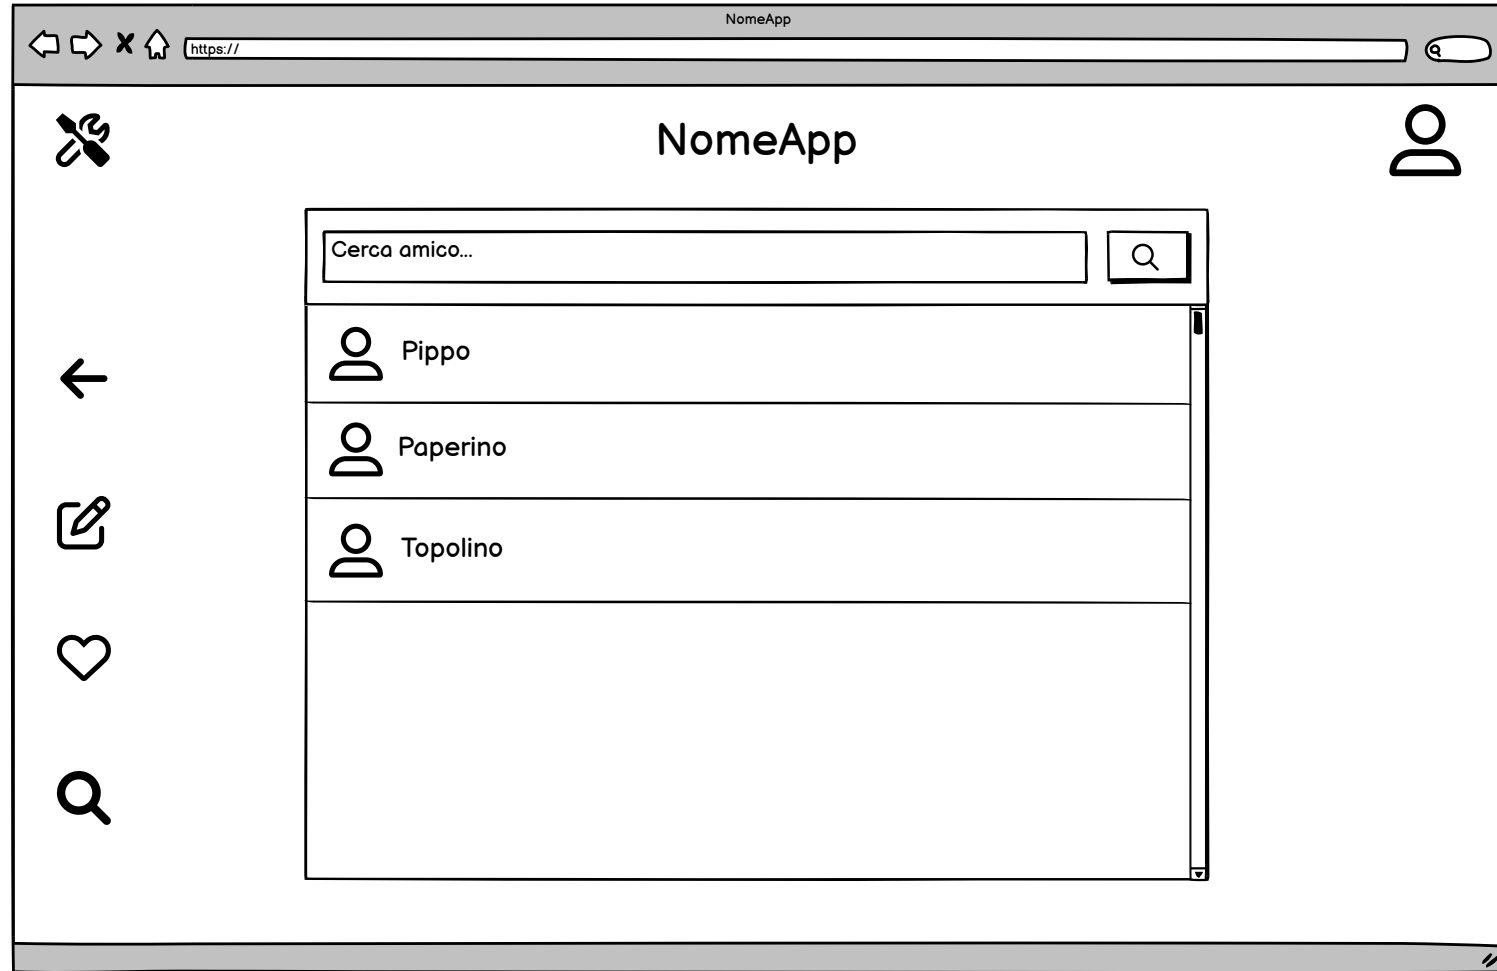 NomeApp
https://
NomeApp
Cerca amico...
Pippo
Paperino
Topolino